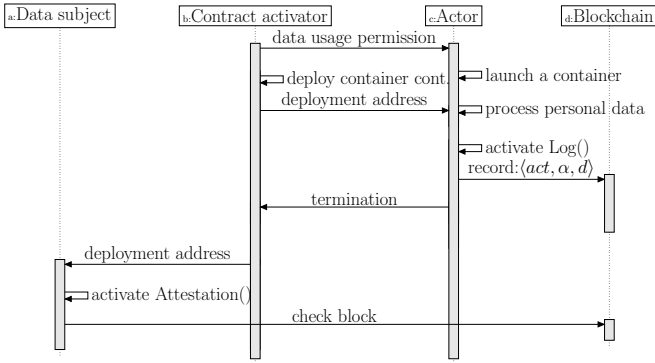 a:Data subject
b:Contract activator
c:Actor
d:Blockchain
data usage permission
deploy container cont.
launch a container
deployment address
process personal data
activate Log()
record:⟨act, α, d⟩
termination
deployment address
activate Attestation()
check block